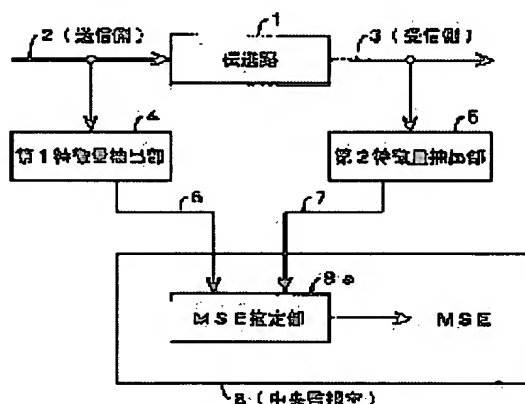 1
2 (送信側)
伝送路
3 (受信側)
4
5
第1特徴量抽出部
第2特徴量抽出部
6
7
8a
MSE推定部
MSE
8 (中央監視室)